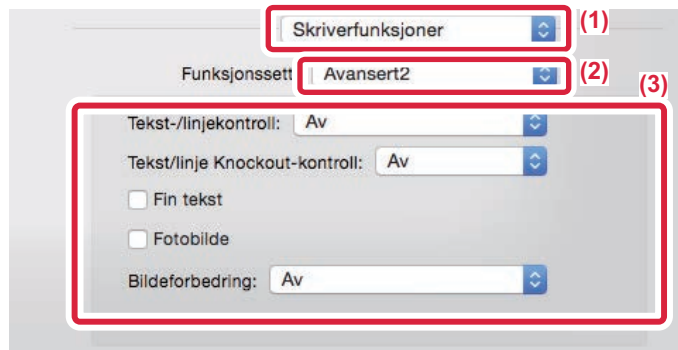 Skriverfunksjoner (1)
Funksjonssett Avansert2 (2)
(3)
Tekst-/linjekontroll: Av
Tekst/linje Knockout-kontroll: Av
Fin tekst
Fotobilde
Bildeforbedring: Av